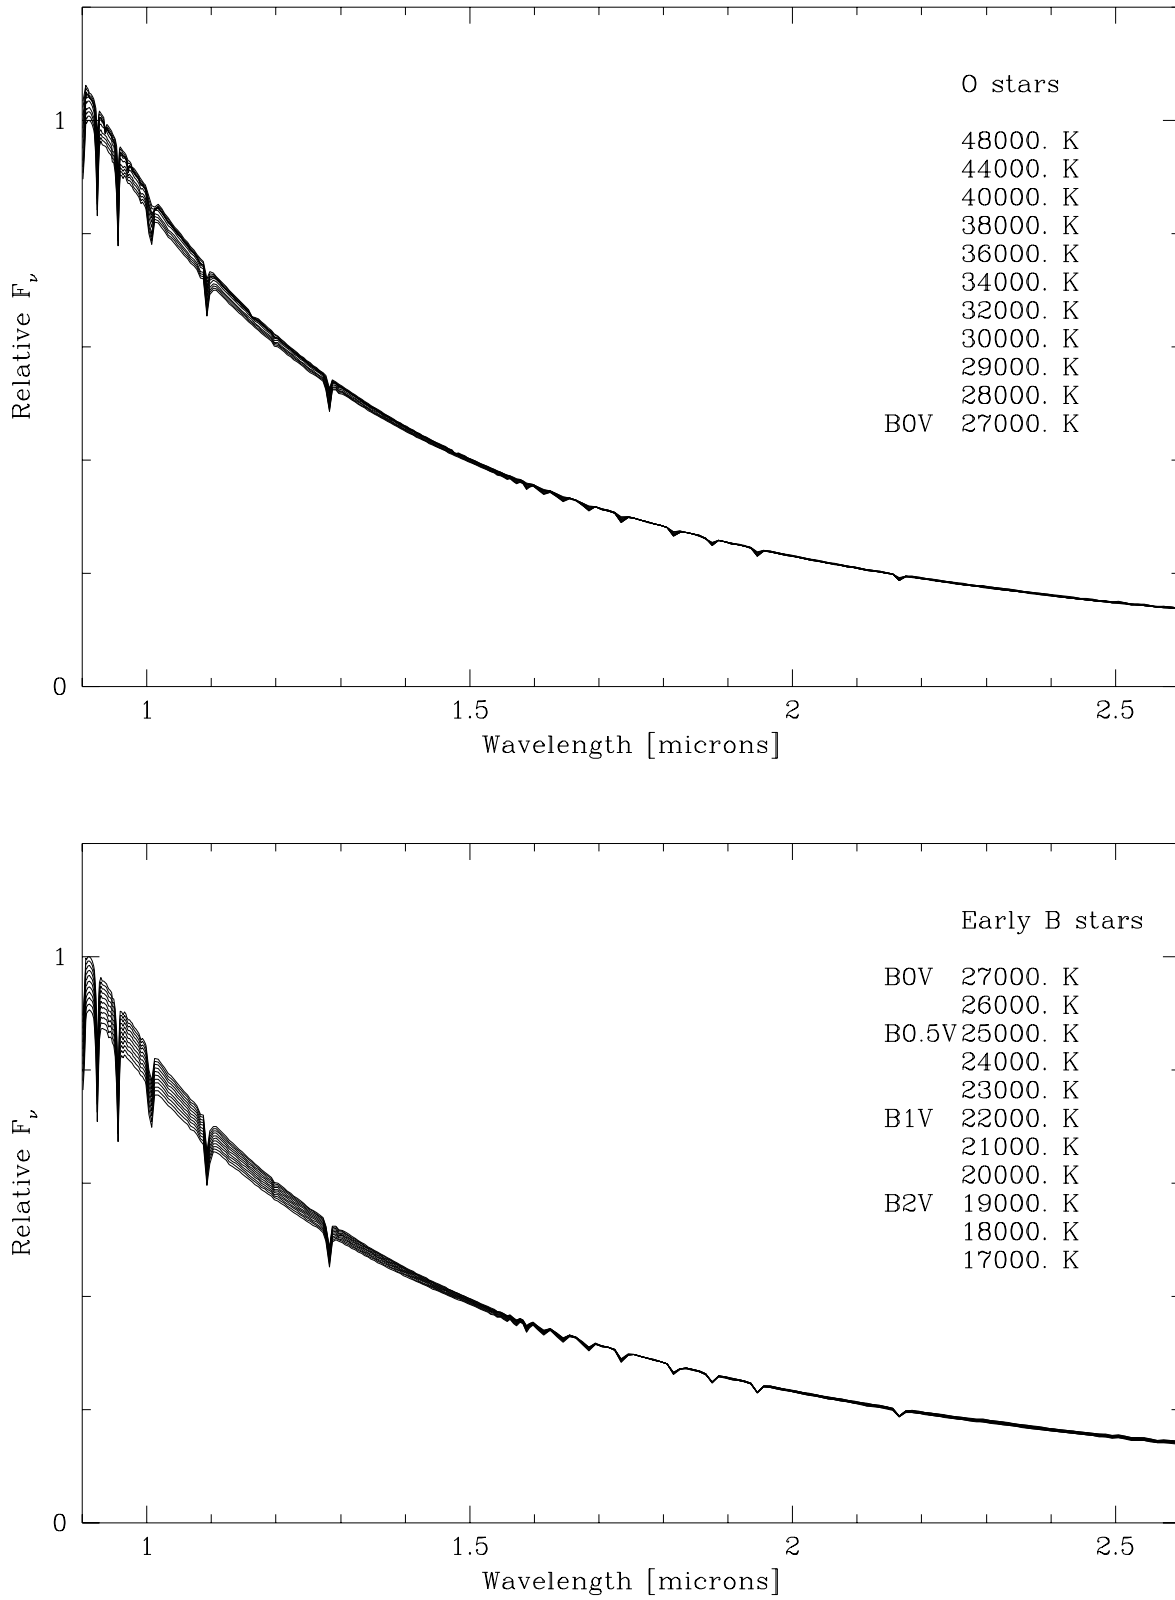 O stars
1
48000. K
44000. K
40000. K
38000. K
36000. K
34000. K
32000. K
30000. K
29000. K
28000. K
B0V 27000. K
Relative Fν
0
1 1.5 2 2.5
Wavelength [microns]
Early B stars
1
B0V 27000. K
26000. K
B0.5V 25000. K
24000. K
23000. K
B1V 22000. K
21000. K
20000. K
B2V 19000. K
18000. K
17000. K
Relative Fν
0
1 1.5 2 2.5
Wavelength [microns]